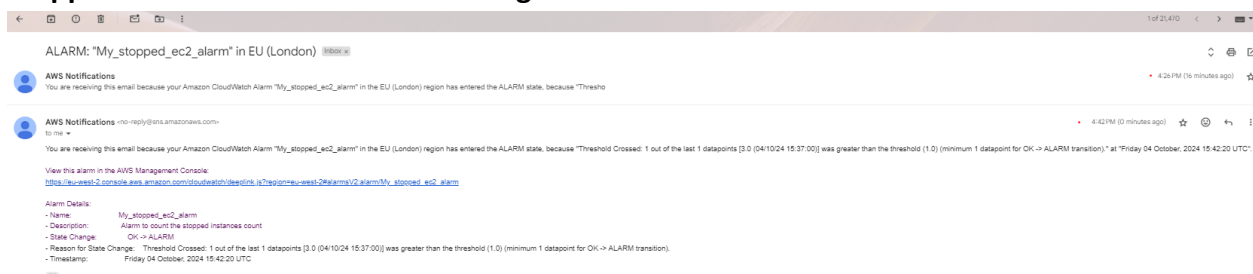 1 of 21,470
ALARM: "My_stopped_ec2_alarm" in EU (London) Inbox x
AWS Notifications
4:26 PM (16 minutes ago)
You are receiving this email because your Amazon CloudWatch Alarm "My_stopped_ec2_alarm" in the EU (London) region has entered the ALARM state, because "Thresho
AWS Notifications <no-reply@sns.amazonaws.com>
4:42 PM (0 minutes ago)
to me
You are receiving this email because your Amazon CloudWatch Alarm "My_stopped_ec2_alarm" in the EU (London) region has entered the ALARM state, because "Threshold Crossed: 1 out of the last 1 datapoints [3.0 (04/10/24 15:37:00)] was greater than the threshold (1.0) (minimum 1 datapoint for OK -> ALARM transition)." at "Friday 04 October, 2024 15:42:20 UTC".
View this alarm in the AWS Management Console:
https://eu-west-2.console.aws.amazon.com/cloudwatch/deeplink.js?region=eu-west-2#alarmsV2:alarm/My_stopped_ec2_alarm
Alarm Details:
- Name: My_stopped_ec2_alarm
- Description: Alarm to count the stopped instances count
- State Change: OK -> ALARM
- Reason for State Change: Threshold Crossed: 1 out of the last 1 datapoints [3.0 (04/10/24 15:37:00)] was greater than the threshold (1.0) (minimum 1 datapoint for OK -> ALARM transition).
- Timestamp: Friday 04 October, 2024 15:42:20 UTC